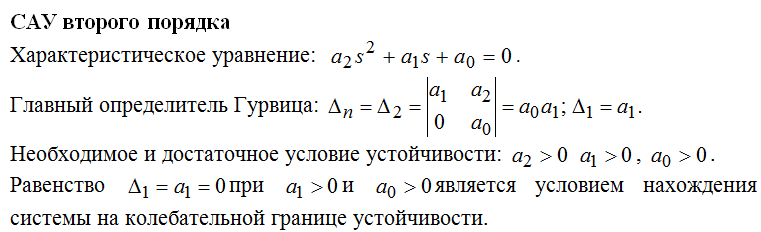 САУ второго порядка
Характеристическое уравнение: a₂s² + a₁s + a₀ = 0 .
Главный определитель Гурвица: Δₙ = Δ₂ = |a₁ a₂; 0 a₀| = a₀a₁; Δ₁ = a₁.
Необходимое и достаточное условие устойчивости: a₂ > 0 a₁ > 0 , a₀ > 0 .
Равенство Δ₁ = a₁ = 0 при a₁ > 0 и a₀ > 0 является условием нахождения
системы на колебательной границе устойчивости.